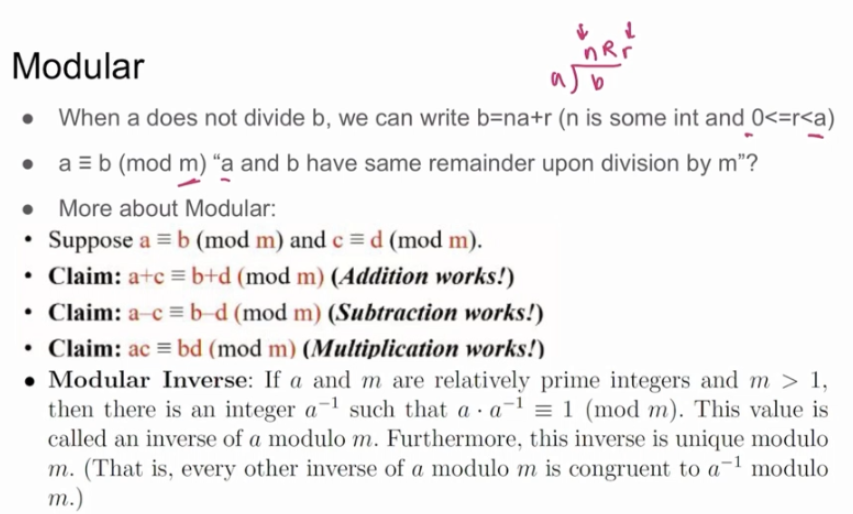 n R r
a b
Modular
● When a does not divide b, we can write b=na+r (n is some int and 0<=r<a)
● a ≡ b (mod m) “a and b have same remainder upon division by m”?
● More about Modular:
• Suppose a ≡ b (mod m) and c ≡ d (mod m).
• Claim: a+c ≡ b+d (mod m) (Addition works!)
• Claim: a–c ≡ b–d (mod m) (Subtraction works!)
• Claim: ac ≡ bd (mod m) (Multiplication works!)
● Modular Inverse: If a and m are relatively prime integers and m > 1,
then there is an integer a⁻¹ such that a · a⁻¹ ≡ 1 (mod m). This value is
called an inverse of a modulo m. Furthermore, this inverse is unique modulo
m. (That is, every other inverse of a modulo m is congruent to a⁻¹ modulo
m.)